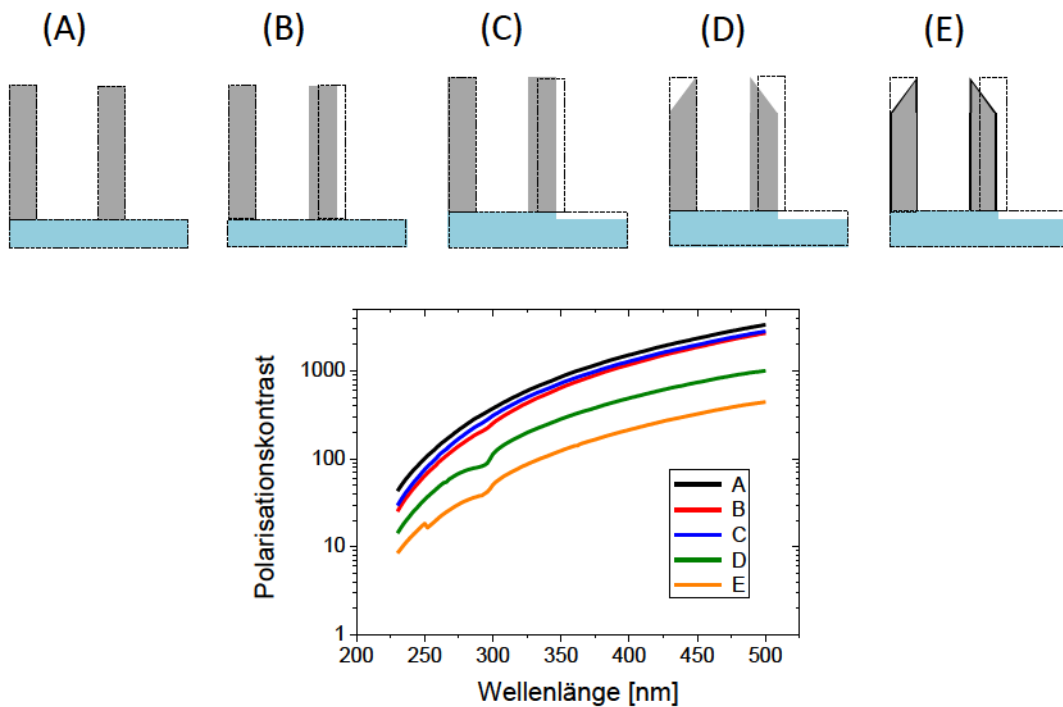 (A) (B) (C) (D) (E)
Polarisationskontrast
1000
100
10
1
A
B
C
D
E
200 250 300 350 400 450 500
Wellenlänge [nm]